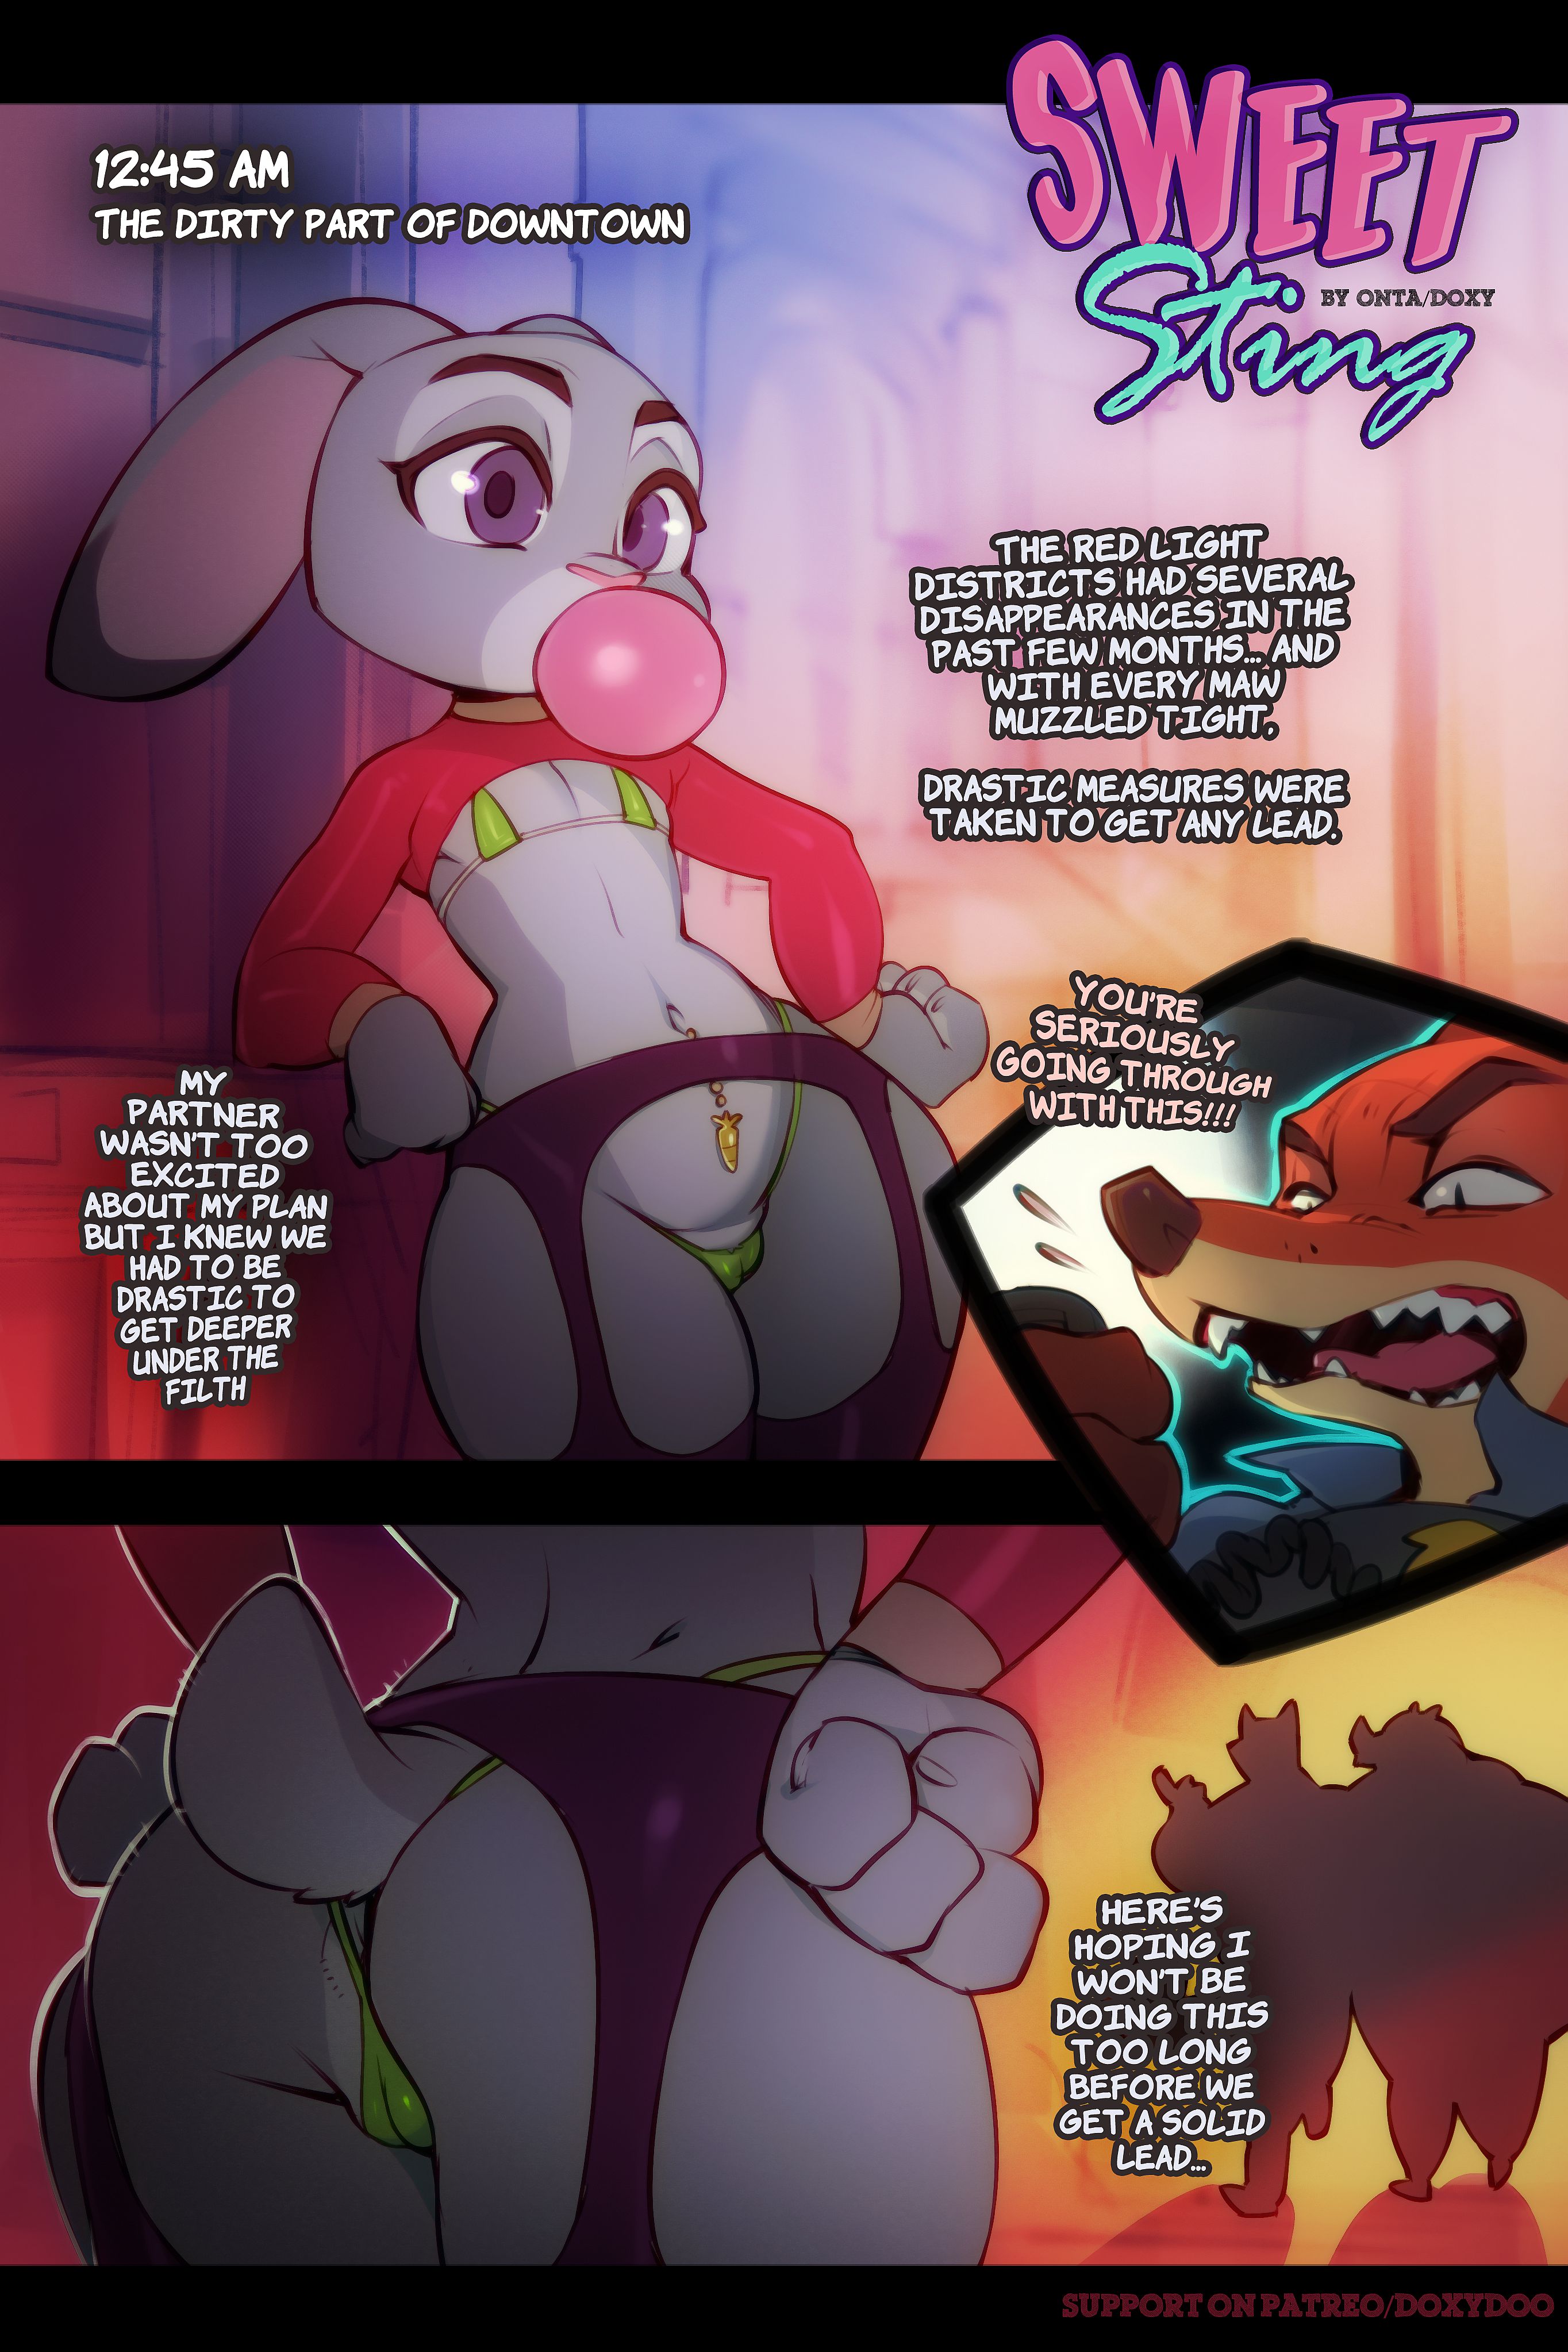 SWEET
Sting
BY ONTA/DOXY
12:45 AM
THE DIRTY PART OF DOWNTOWN
THE RED LIGHT
DISTRICTS HAD SEVERAL
DISAPPEARANCES IN THE
PAST FEW MONTHS... AND
WITH EVERY MAW
MUZZLED TIGHT,
DRASTIC MEASURES WERE
TAKEN TO GET ANY LEAD.
YOU'RE
SERIOUSLY
GOING THROUGH
WITH THIS!!!
MY
PARTNER
WASN'T TOO
EXCITED
ABOUT MY PLAN
BUT I KNEW WE
HAD TO BE
DRASTIC TO
GET DEEPER
UNDER THE
FILTH
HERE'S
HOPING I
WON'T BE
DOING THIS
TOO LONG
BEFORE WE
GET A SOLID
LEAD...
SUPPORT ON PATREO/DOXYDOO